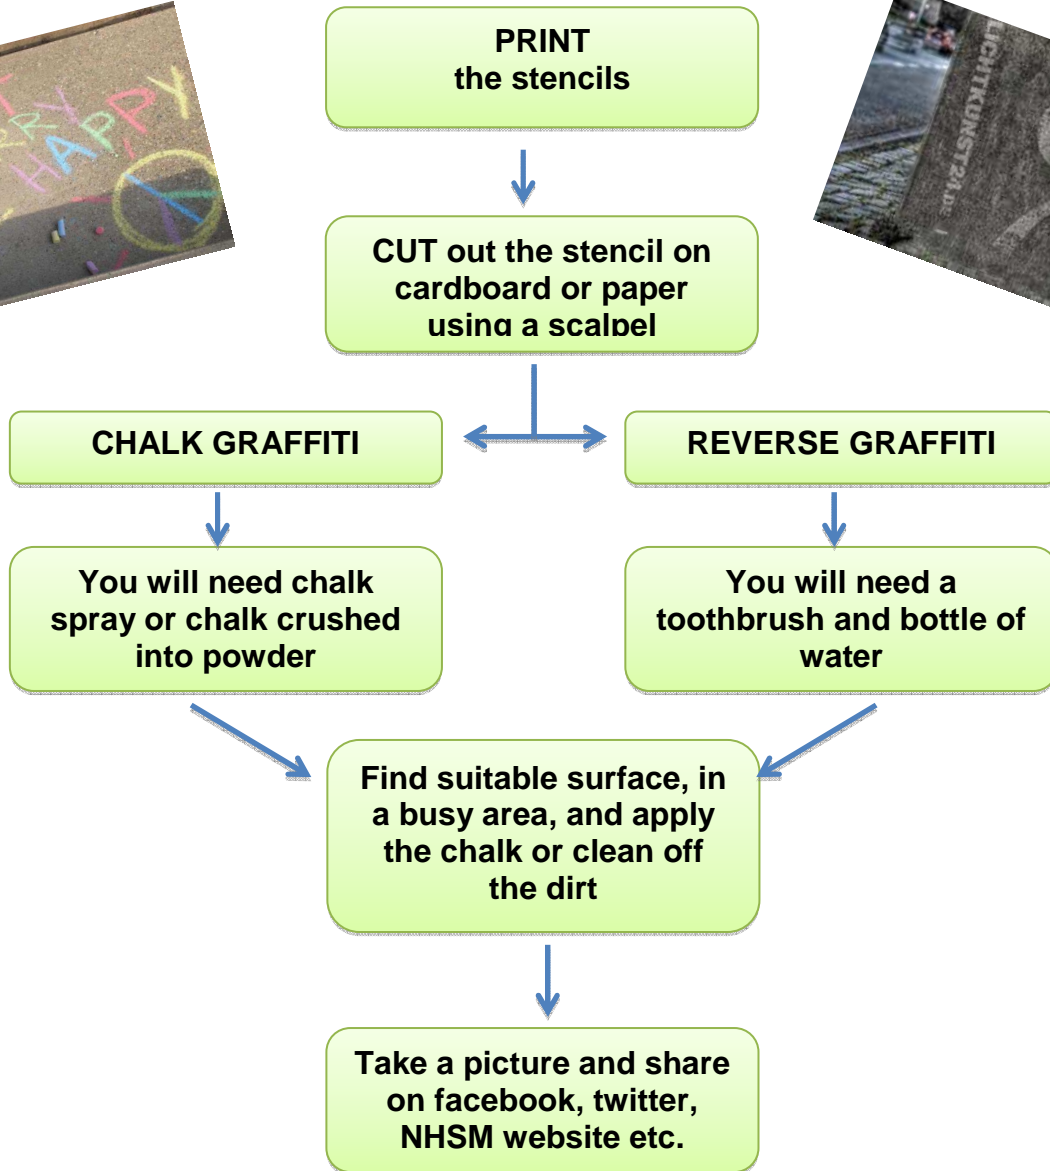 PRINT
the stencils
HAPPY
LICHTKUNST24.DS
CUT out the stencil on
cardboard or paper
using a scalpel
CHALK GRAFFITI
REVERSE GRAFFITI
You will need chalk
spray or chalk crushed
into powder
You will need a
toothbrush and bottle of
water
Find suitable surface, in
a busy area, and apply
the chalk or clean off
the dirt
Take a picture and share
on facebook, twitter,
NHSM website etc.